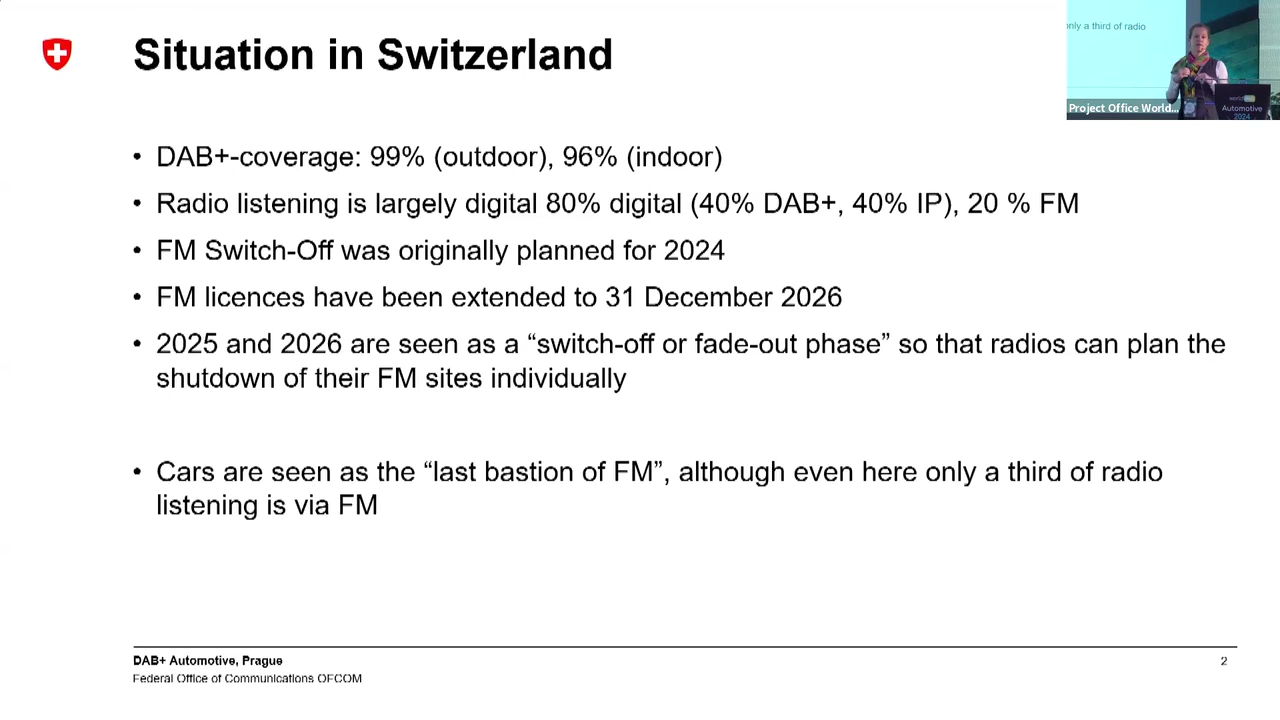 Situation in Switzerland
only a third of radio
Project Office World...
Automotive
2024
• DAB+-coverage: 99% (outdoor), 96% (indoor)
• Radio listening is largely digital 80% digital (40% DAB+, 40% IP), 20 % FM
• FM Switch-Off was originally planned for 2024
• FM licences have been extended to 31 December 2026
• 2025 and 2026 are seen as a “switch-off or fade-out phase” so that radios can plan the
shutdown of their FM sites individually
• Cars are seen as the “last bastion of FM”, although even here only a third of radio
listening is via FM
DAB+ Automotive, Prague
2
Federal Office of Communications OFCOM